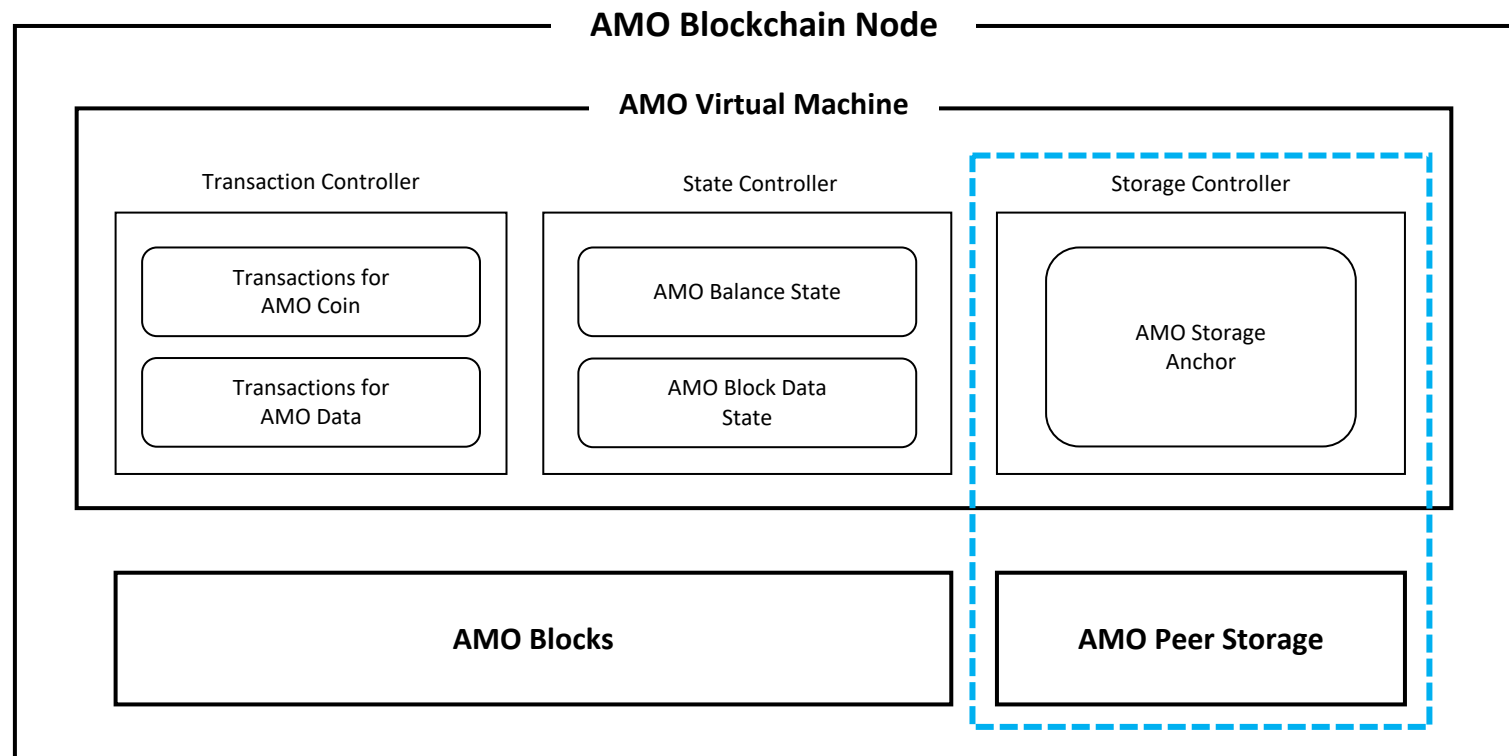 AMO Blockchain Node
AMO Virtual Machine
Transaction Controller
Transactions for
AMO Coin
Transactions for
AMO Data
State Controller
AMO Balance State
AMO Block Data
State
Storage Controller
AMO Storage
Anchor
AMO Blocks
AMO Peer Storage